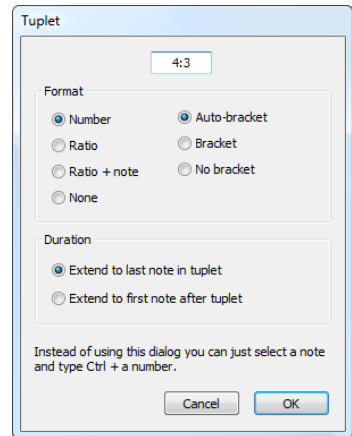 Tuplet
4:3
Format
Number
Auto-bracket
Ratio
Bracket
Ratio + note
No bracket
None
Duration
Extend to last note in tuplet
Extend to first note after tuplet
Instead of using this dialog you can just select a note
and type Ctrl + a number.
Cancel
OK